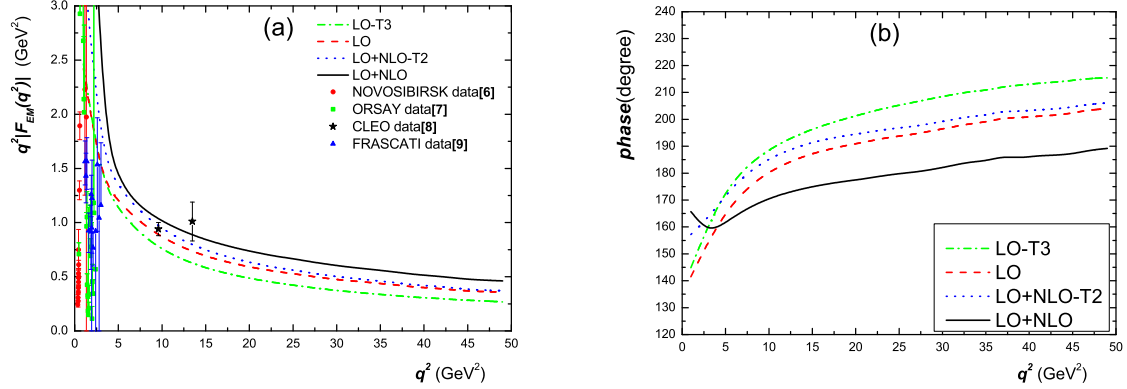 (a)
q²|F_EM(q²)| (GeV²)
3.0
2.5
2.0
1.5
1.0
0.5
0.0
LO-T3
LO
LO+NLO-T2
LO+NLO
NOVOSIBIRSK data[6]
ORSAY data[7]
CLEO data[8]
FRASCATI data[9]
0 5 10 15 20 25 30 35 40 45 50
q² (GeV²)
(b)
phase(degree)
240
230
220
210
200
190
180
170
160
150
140
130
120
LO-T3
LO
LO+NLO-T2
LO+NLO
0 5 10 15 20 25 30 35 40 45 50
q² (GeV²)